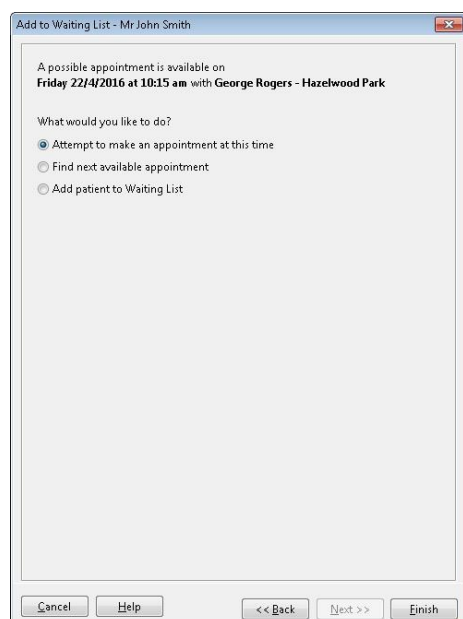 Add to Waiting List - Mr John Smith
A possible appointment is available on
Friday 22/4/2016 at 10:15 am with George Rogers - Hazelwood Park
What would you like to do?
Attempt to make an appointment at this time
Find next available appointment
Add patient to Waiting List
Cancel Help << Back Next >> Finish